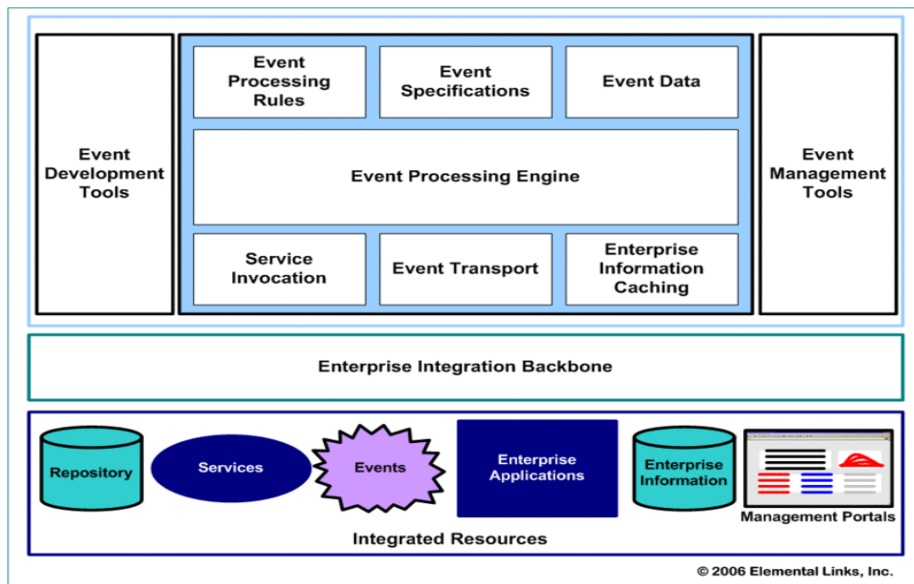 Event
Processing
Rules
Event
Specifications
Event Data
Event
Development
Tools
Event Processing Engine
Event
Management
Tools
Service
Invocation
Event Transport
Enterprise
Information
Caching
Enterprise Integration Backbone
Repository
Services
Events
Enterprise
Applications
Enterprise
Information
Management Portals
Integrated Resources
© 2006 Elemental Links, Inc.